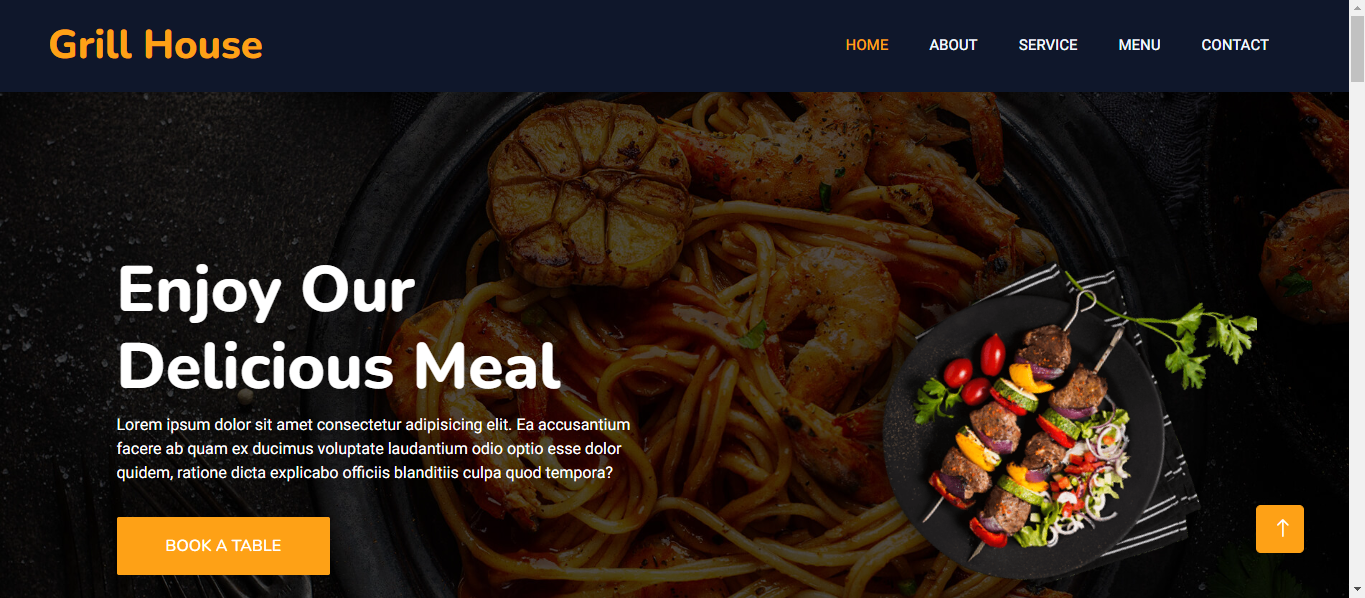 Grill House
HOME ABOUT SERVICE MENU CONTACT
Enjoy Our
Delicious Meal
Lorem ipsum dolor sit amet consectetur adipisicing elit. Ea accusantium
facere ab quam ex ducimus voluptate laudantium odio optio esse dolor
quidem, ratione dicta explicabo officiis blanditiis culpa quod tempora?
BOOK A TABLE